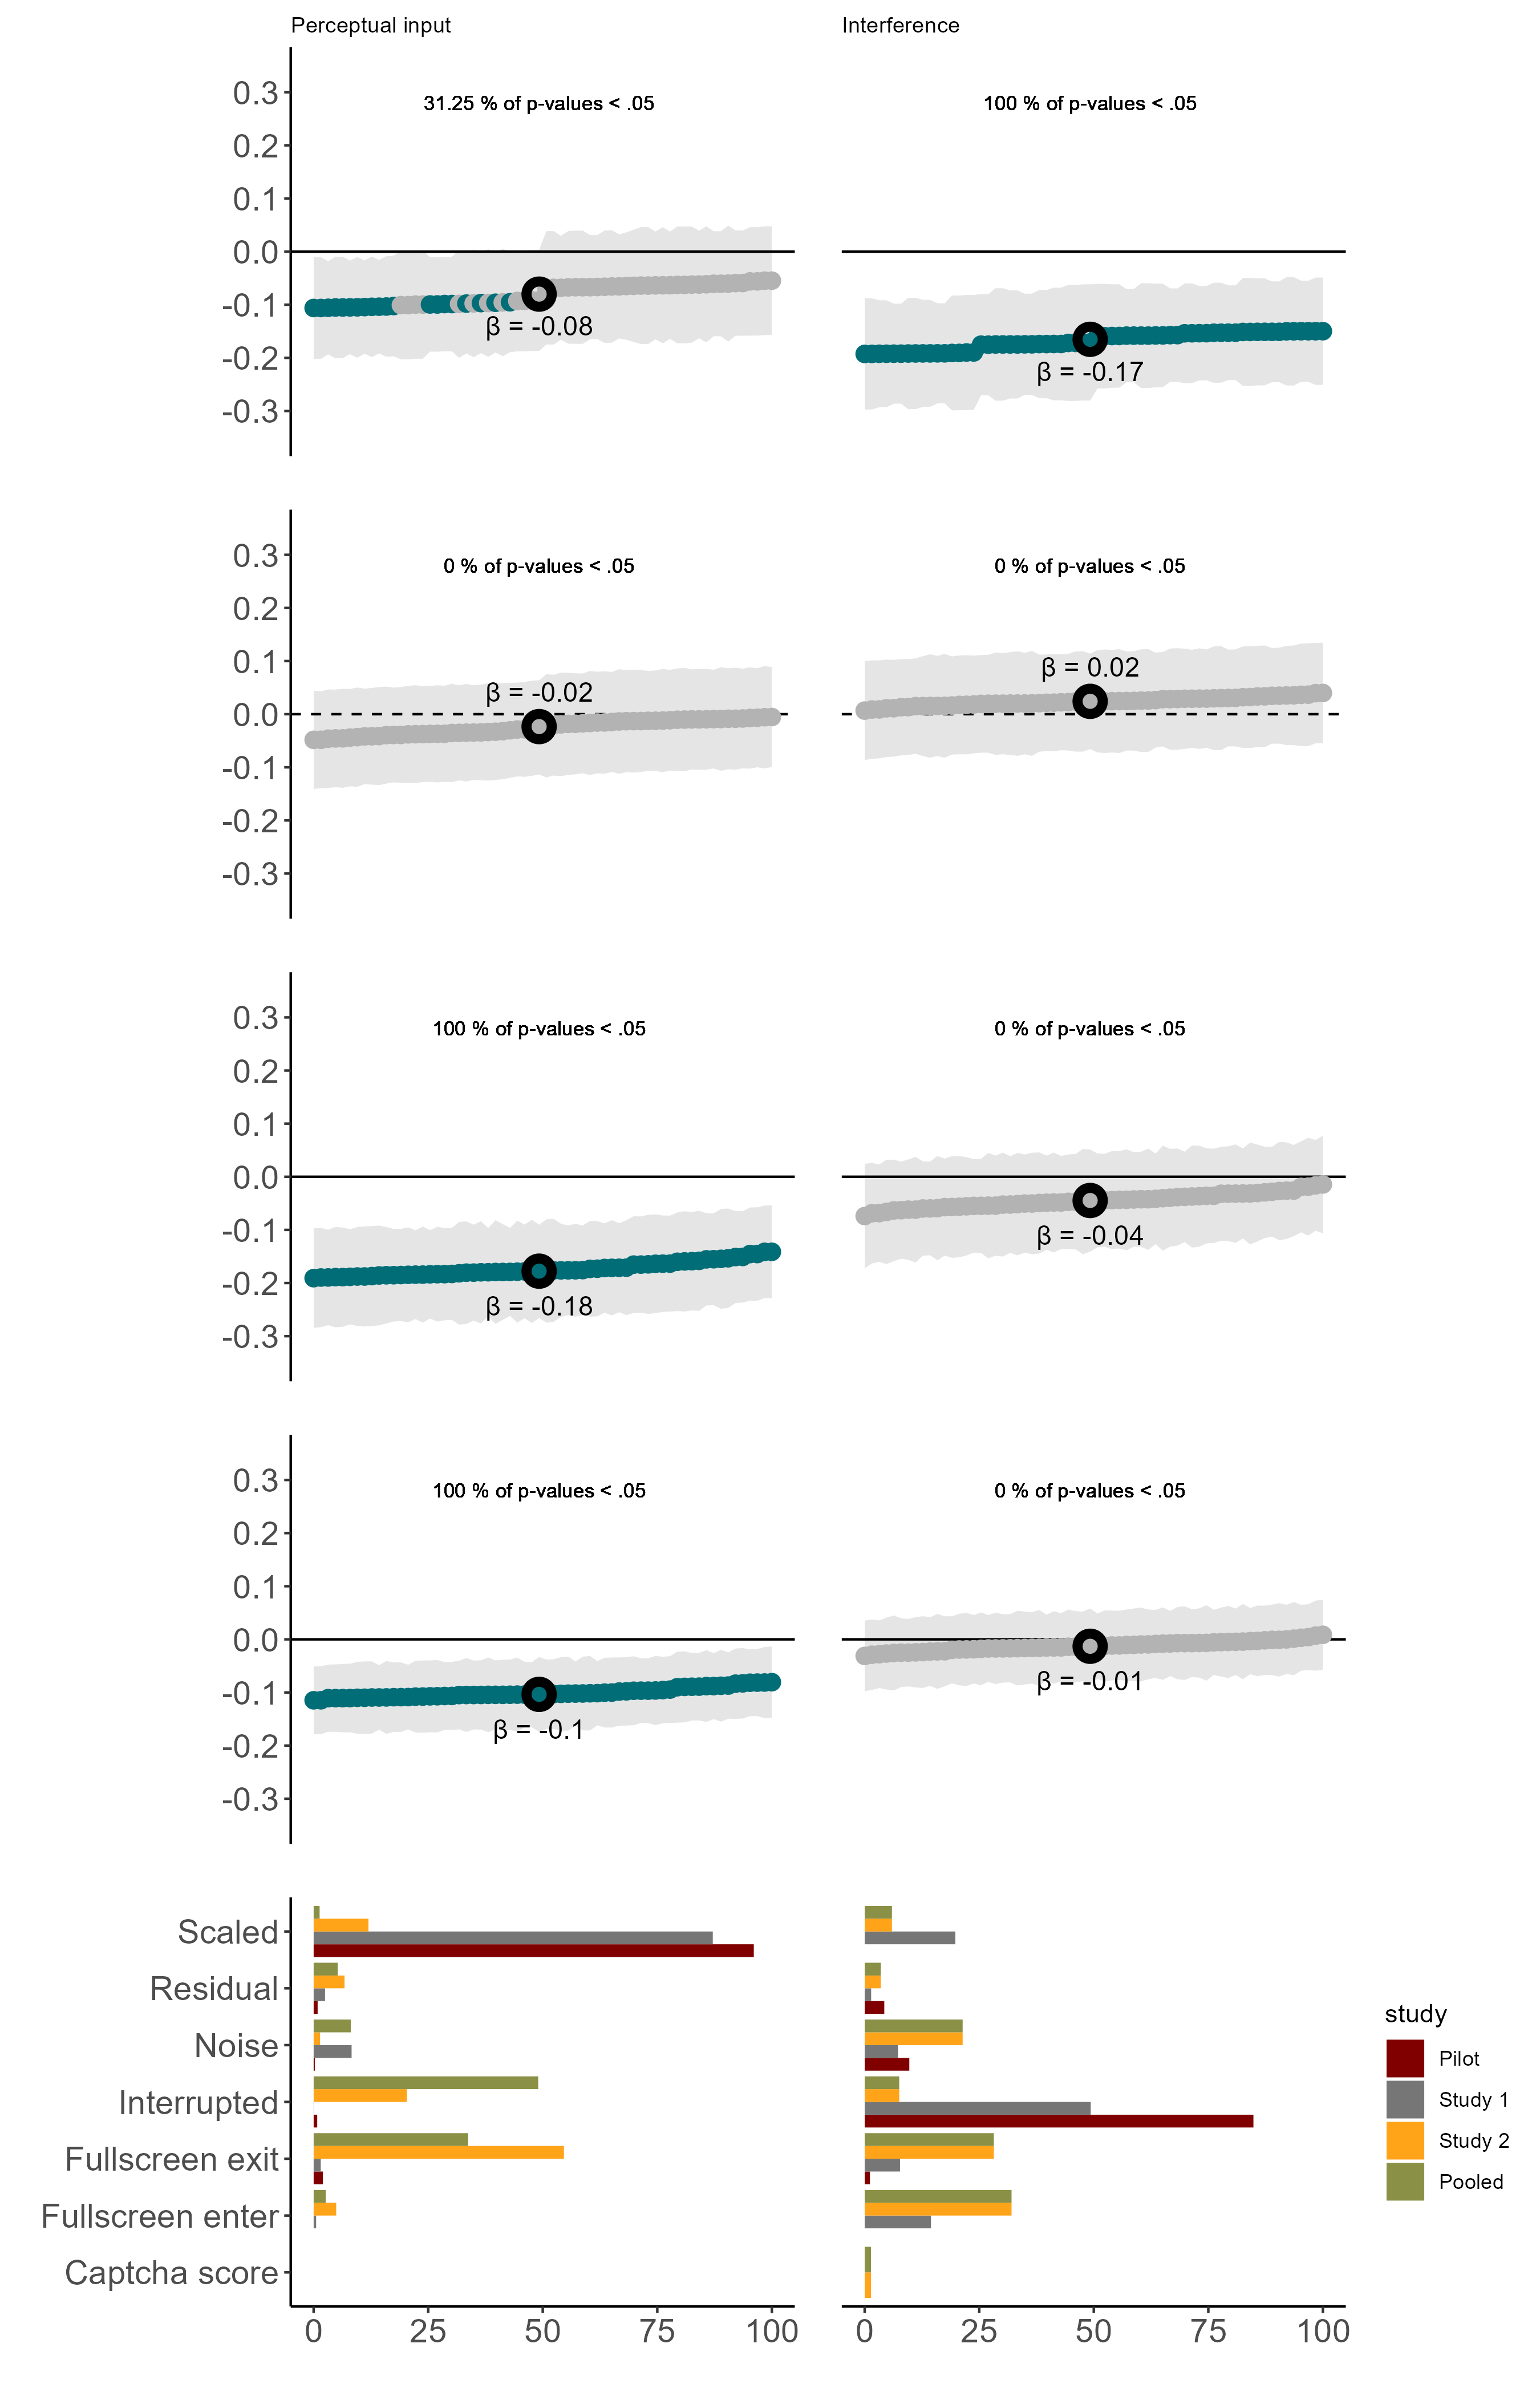 Perceptual input
Interference
0.3
0.2
0.1
0.0
-0.1
-0.2
-0.3
31.25 % of p-values < .05
β = -0.08
100 % of p-values < .05
β = -0.17
0.3
0.2
0.1
0.0
-0.1
-0.2
-0.3
0 % of p-values < .05
β = -0.02
0 % of p-values < .05
β = 0.02
0.3
0.2
0.1
0.0
-0.1
-0.2
-0.3
100 % of p-values < .05
β = -0.18
0 % of p-values < .05
β = -0.04
0.3
0.2
0.1
0.0
-0.1
-0.2
-0.3
100 % of p-values < .05
β = -0.1
0 % of p-values < .05
β = -0.01
Scaled
Residual
Noise
Interrupted
Fullscreen exit
Fullscreen enter
Captcha score
0 25 50 75 100
0 25 50 75 100
study
Pilot
Study 1
Study 2
Pooled